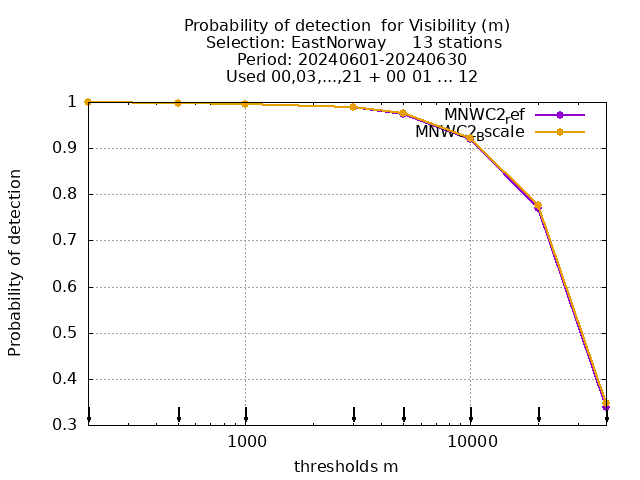 Probability of detection for Visibility (m)
Selection: EastNorway 13 stations
Period: 20240601-20240630
Used 00,03,...,21 + 00 01 ... 12
MNWC2ref
MNWC2Bscale
1
0.9
0.8
0.7
0.6
0.5
0.4
0.3
Probability of detection
1000 10000
thresholds m